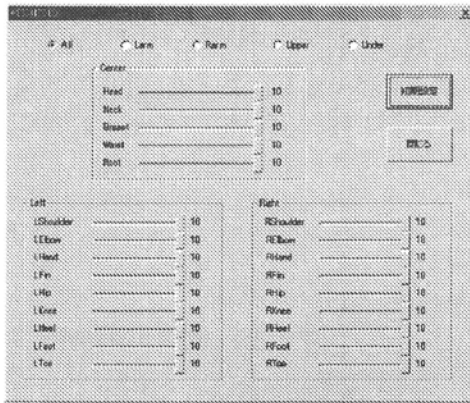 All Larm Rarm Upper Under
Center
Head 10
Neck 10
Breast 10
Waist 10
Root 10
初期設定
閉じる
Left
LShoulder 10
LElbow 10
LHand 10
LFin 10
LHip 10
LKnee 10
LHeel 10
LFoot 10
LToe 10
Right
RShoulder 10
RElbow 10
RHand 10
RFin 10
RHip 10
RKnee 10
RHeel 10
RFoot 10
RToe 10